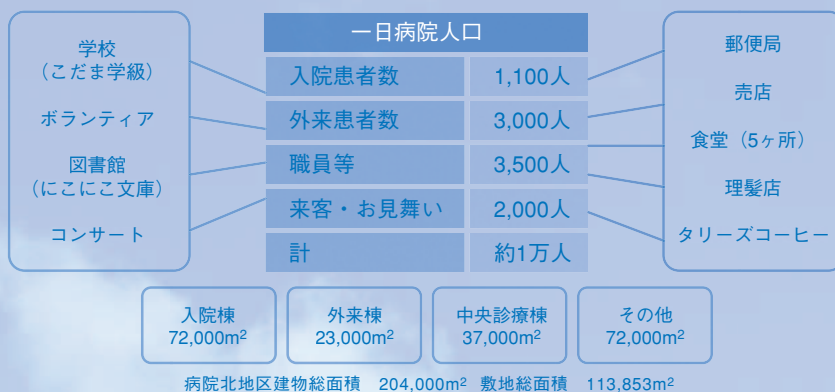 学校
（こだま学級）
ボランティア
図書館
（にこにこ文庫）
コンサート
一日病院人口
入院患者数 1,100人
外来患者数 3,000人
職員等 3,500人
来客・お見舞い 2,000人
計 約1万人
郵便局
売店
食堂（5ヶ所）
理髪店
タリーズコーヒー
入院棟
72,000m²
外来棟
23,000m²
中央診療棟
37,000m²
その他
72,000m²
病院北地区建物総面積 204,000m² 敷地総面積 113,853m²